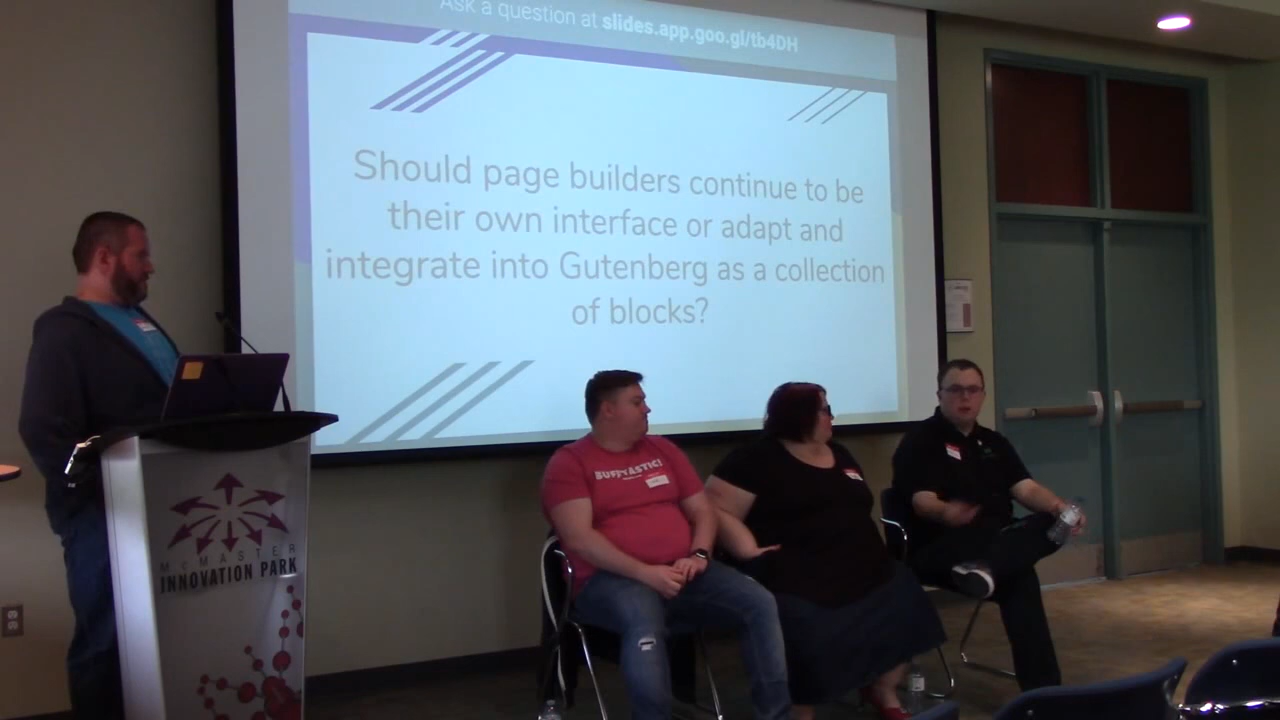 Ask a question at slides.app.goo.gl/tb4DH
Should page builders continue to be
their own interface or adapt and
integrate into Gutenberg as a collection
of blocks?
BUFFTASTIC!
McMASTER
INNOVATION PARK